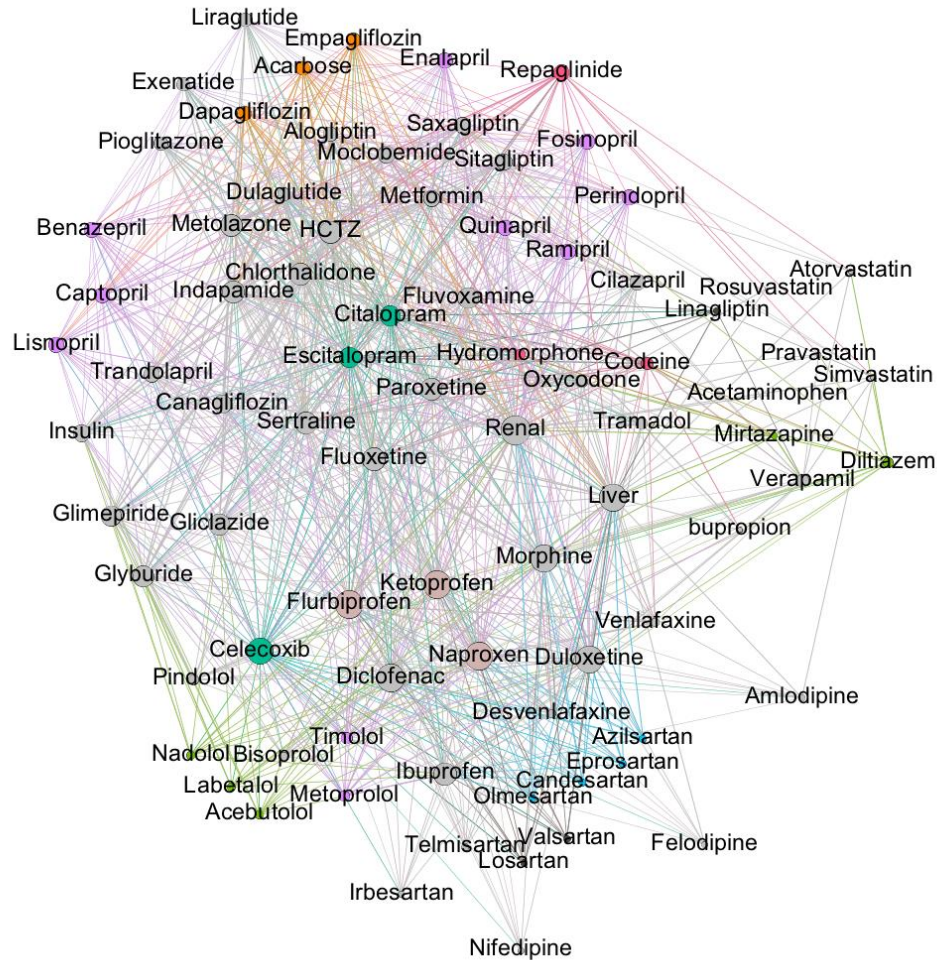 Liraglutide
Empagliflozin
Enalapril
Acarbose
Repaglinide
Exenatide
Dapagliflozin
Saxagliptin
Alogliptin
Pioglitazone
Fosinopril
Moclobemide
Sitagliptin
Dulaglutide
Metformin
Perindopril
Metolazone
HCTZ
Benazepril
Quinapril
Ramipril
Chlorthalidone
Atorvastatin
Cilazapril
Rosuvastatin
Captopril
Indapamide
Fluvoxamine
Linagliptin
Citalopram
Lisnopril
Escitalopram
Hydromorphone
Pravastatin
Codeine
Trandolapril
Simvastatin
Oxycodone
Paroxetine
Acetaminophen
Canagliflozin
Sertraline
Tramadol
Insulin
Renal
Mirtazapine
Fluoxetine
Diltiazem
Verapamil
Liver
Glimepiride
Gliclazide
bupropion
Morphine
Glyburide
Ketoprofen
Flurbiprofen
Venlafaxine
Celecoxib
Naproxen
Duloxetine
Pindolol
Diclofenac
Amlodipine
Desvenlafaxine
Timolol
Azilsartan
Nadolol
Bisoprolol
Eprosartan
Ibuprofen
Candesartan
Labetalol
Metoprolol
Olmesartan
Acebutolol
Valsartan
Telmisartan
Felodipine
Losartan
Irbesartan
Nifedipine